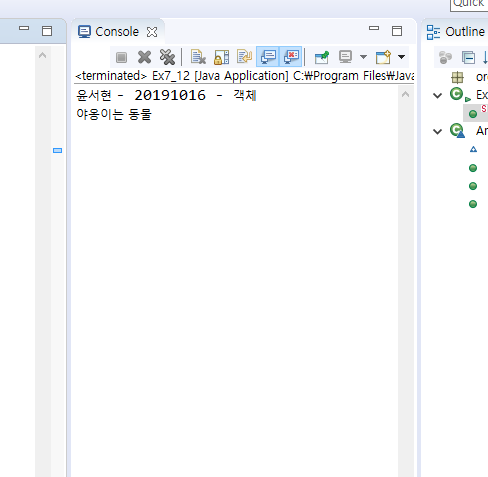 Quick
Console
Outline
<terminated> Ex7_12 [Java Application] C:₩Program Files₩Java
윤서현 - 20191016 - 객체
야옹이는 동물
or
Ex
S
Ar